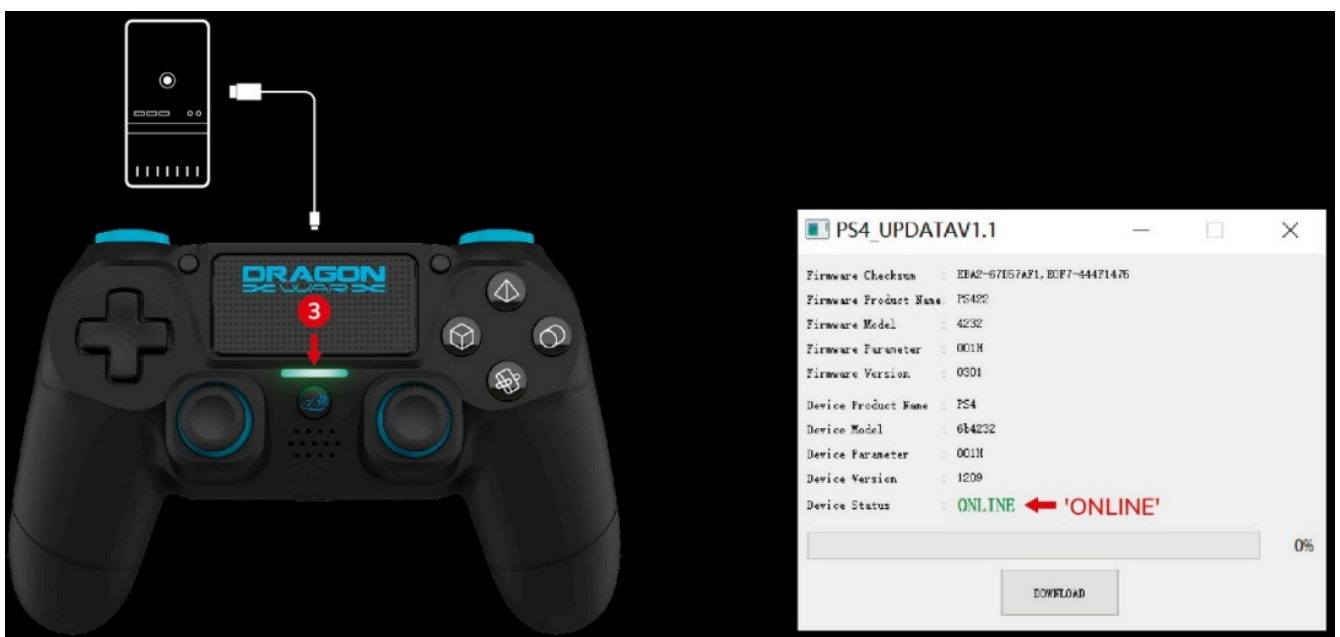 DRAGON
WAR
3
PS4_UPDATAV1.1
Firmware Checksum : EBA2-67D57AF1,B0F7-444F1475
Firmware Product Name: PS422
Firmware Model : 4232
Firmware Parameter : 001H
Firmware Version : 0301
Device Product Name : PS4
Device Model : 6b4232
Device Parameter : 001H
Device Version : 1209
Device Status : ONLINE
'ONLINE'
0%
DOWNLOAD